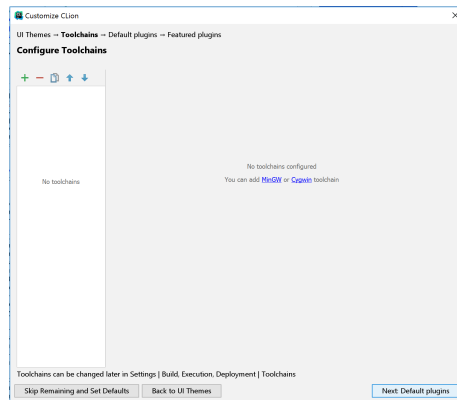 Customize CLion
UI Themes → Toolchains → Default plugins → Featured plugins
Configure Toolchains
No toolchains configured
You can add MinGW or Cygwin toolchain
No toolchains
Toolchains can be changed later in Settings | Build, Execution, Deployment | Toolchains
Skip Remaining and Set Defaults
Back to UI Themes
Next: Default plugins